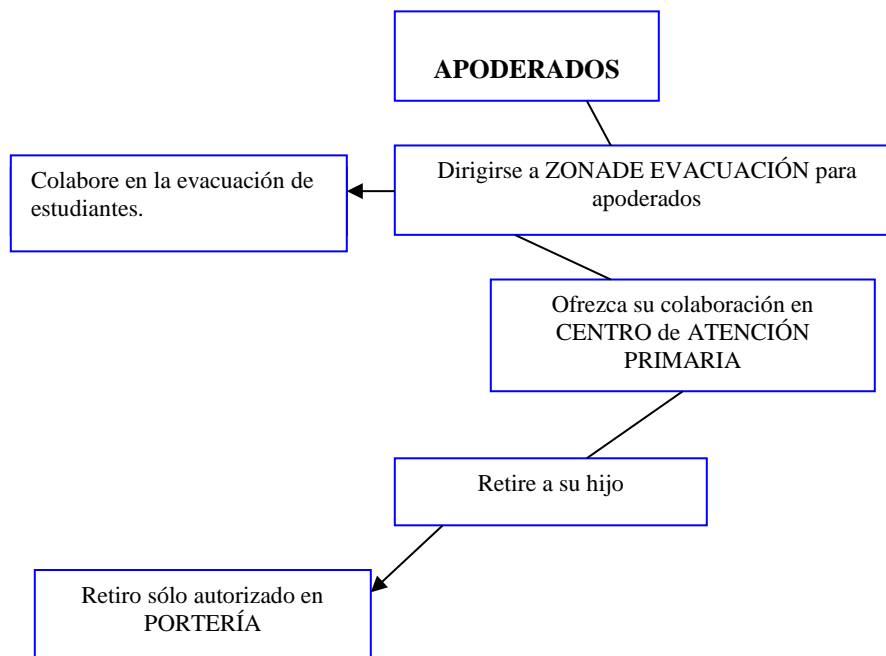 APODERADOS
Dirigirse a ZONADE EVACUACIÓN para
apoderados
Colabore en la evacuación de
estudiantes.
Ofrezca su colaboración en
CENTRO de ATENCIÓN
PRIMARIA
Retire a su hijo
Retiro sólo autorizado en
PORTERÍA